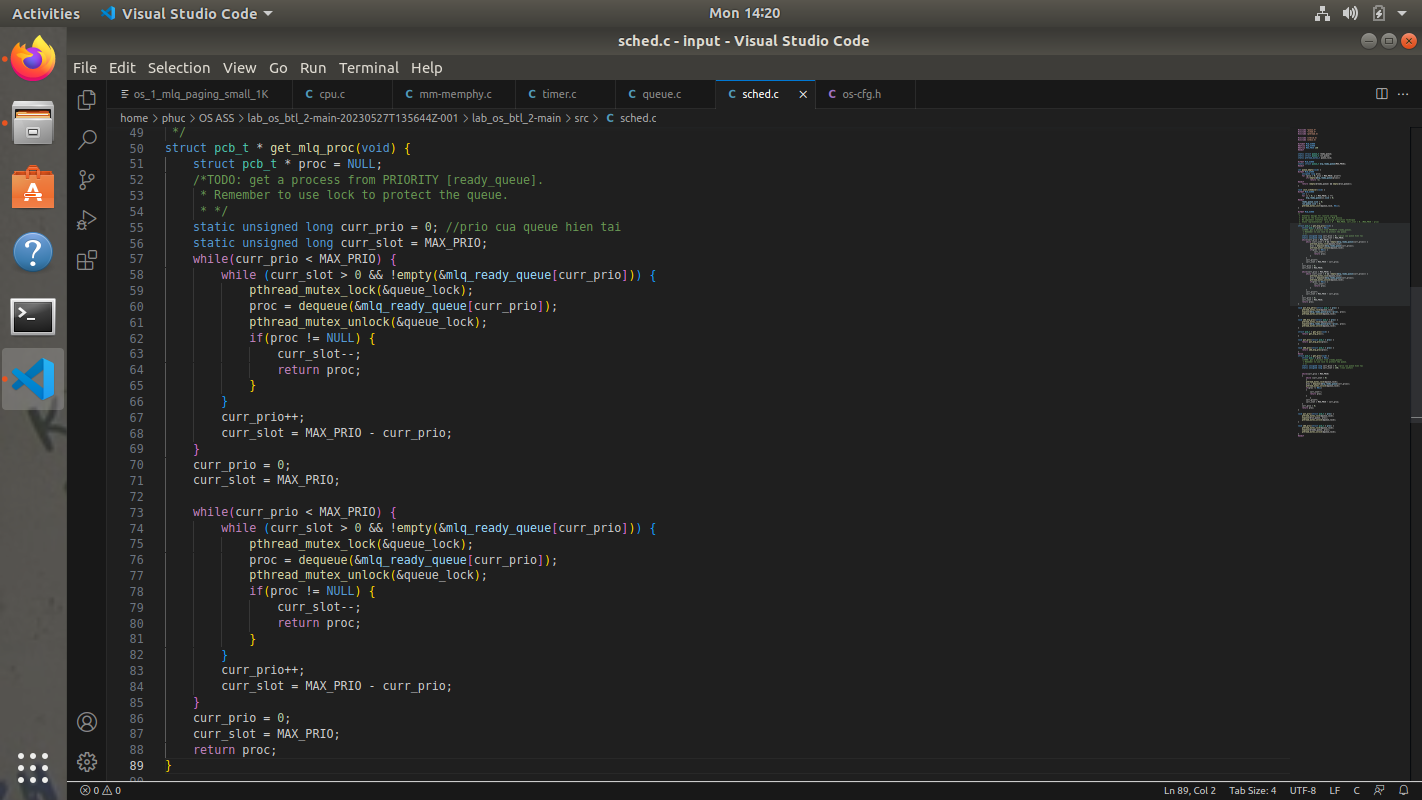 Activities Visual Studio Code Mon 14:20
sched.c - input - Visual Studio Code
File Edit Selection View Go Run Terminal Help
os_1_mlq_paging_small_1K cpu.c mm-memphy.c timer.c queue.c sched.c os-cfg.h
home > phuc > OS ASS > lab_os_btl_2-main-20230527T135644Z-001 > lab_os_btl_2-main > src > sched.c
49 */
50 struct pcb_t * get_mlq_proc(void) {
51 struct pcb_t * proc = NULL;
52 /*TODO: get a process from PRIORITY [ready_queue].
53 * Remember to use lock to protect the queue.
54 * */
55 static unsigned long curr_prio = 0; //prio cua queue hien tai
56 static unsigned long curr_slot = MAX_PRIO;
57 while(curr_prio < MAX_PRIO) {
58 while (curr_slot > 0 && !empty(&mlq_ready_queue[curr_prio])) {
59 pthread_mutex_lock(&queue_lock);
60 proc = dequeue(&mlq_ready_queue[curr_prio]);
61 pthread_mutex_unlock(&queue_lock);
62 if(proc != NULL) {
63 curr_slot--;
64 return proc;
65 }
66 }
67 curr_prio++;
68 curr_slot = MAX_PRIO - curr_prio;
69 }
70 curr_prio = 0;
71 curr_slot = MAX_PRIO;
72
73 while(curr_prio < MAX_PRIO) {
74 while (curr_slot > 0 && !empty(&mlq_ready_queue[curr_prio])) {
75 pthread_mutex_lock(&queue_lock);
76 proc = dequeue(&mlq_ready_queue[curr_prio]);
77 pthread_mutex_unlock(&queue_lock);
78 if(proc != NULL) {
79 curr_slot--;
80 return proc;
81 }
82 }
83 curr_prio++;
84 curr_slot = MAX_PRIO - curr_prio;
85 }
86 curr_prio = 0;
87 curr_slot = MAX_PRIO;
88 return proc;
89 }
0 0 Ln 89, Col 2 Tab Size: 4 UTF-8 LF C